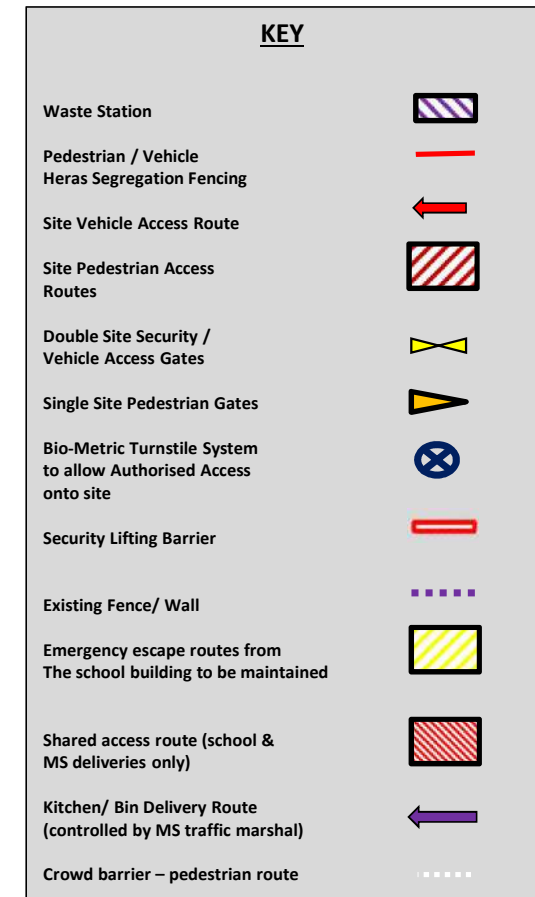 KEY
Waste Station
Pedestrian / Vehicle
Heras Segregation Fencing
Site Vehicle Access Route
Site Pedestrian Access
Routes
Double Site Security /
Vehicle Access Gates
Single Site Pedestrian Gates
Bio-Metric Turnstile System
to allow Authorised Access
onto site
Security Lifting Barrier
Existing Fence/ Wall
Emergency escape routes from
The school building to be maintained
Shared access route (school &
MS deliveries only)
Kitchen/ Bin Delivery Route
(controlled by MS traffic marshal)
Crowd barrier – pedestrian route